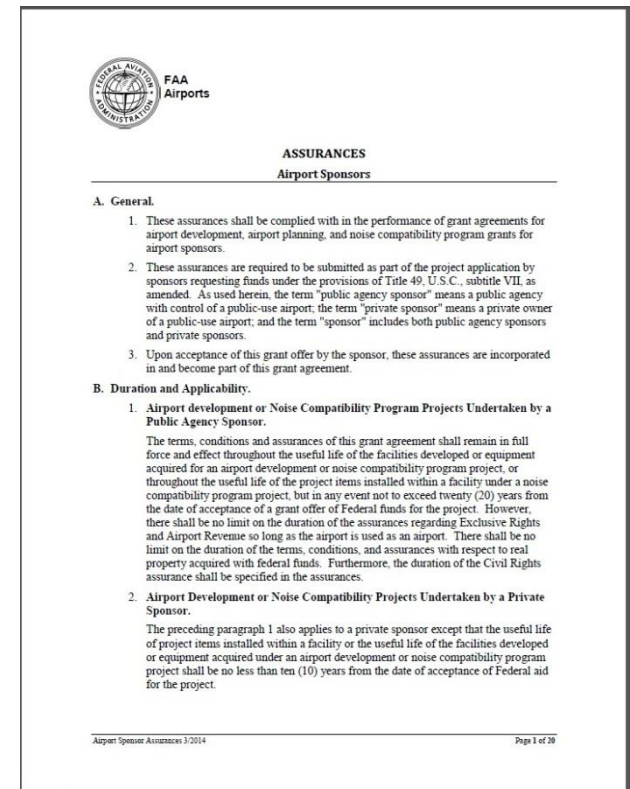 FEDERAL AVIATION
ADMINISTRATION
FAA
Airports
ASSURANCES
Airport Sponsors
A. General.
1. These assurances shall be complied with in the performance of grant agreements for
airport development, airport planning, and noise compatibility program grants for
airport sponsors.
2. These assurances are required to be submitted as part of the project application by
sponsors requesting funds under the provisions of Title 49, U.S.C., subtitle VII, as
amended. As used herein, the term "public agency sponsor" means a public agency
with control of a public-use airport; the term "private sponsor" means a private owner
of a public-use airport; and the term "sponsor" includes both public agency sponsors
and private sponsors.
3. Upon acceptance of this grant offer by the sponsor, these assurances are incorporated
in and become part of this grant agreement.
B. Duration and Applicability.
1. Airport development or Noise Compatibility Program Projects Undertaken by a
Public Agency Sponsor.
The terms, conditions and assurances of this grant agreement shall remain in full
force and effect throughout the useful life of the facilities developed or equipment
acquired for an airport development or noise compatibility program project, or
throughout the useful life of the project items installed within a facility under a noise
compatibility program project, but in any event not to exceed twenty (20) years from
the date of acceptance of a grant offer of Federal funds for the project. However,
there shall be no limit on the duration of the assurances regarding Exclusive Rights
and Airport Revenue so long as the airport is used as an airport. There shall be no
limit on the duration of the terms, conditions, and assurances with respect to real
property acquired with federal funds. Furthermore, the duration of the Civil Rights
assurance shall be specified in the assurances.
2. Airport Development or Noise Compatibility Projects Undertaken by a Private
Sponsor.
The preceding paragraph 1 also applies to a private sponsor except that the useful life
of project items installed within a facility or the useful life of the facilities developed
or equipment acquired under an airport development or noise compatibility program
project shall be no less than ten (10) years from the date of acceptance of Federal aid
for the project.
Airport Sponsor Assurances 3/2014
Page 1 of 20